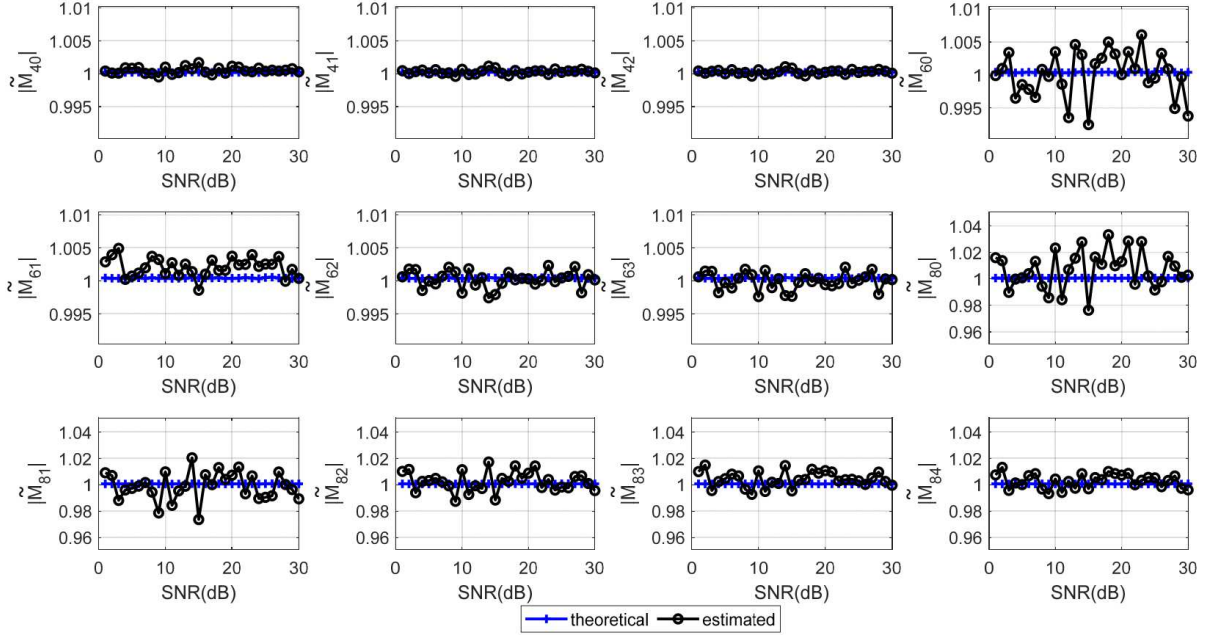 1.01 1.005 1 0.995
|M̃40|
0 10 20 30
SNR(dB)
1.01 1.005 1 0.995
|M̃41|
0 10 20 30
SNR(dB)
1.01 1.005 1 0.995
|M̃42|
0 10 20 30
SNR(dB)
1.01 1.005 1 0.995
|M̃60|
0 10 20 30
SNR(dB)
1.01 1.005 1 0.995
|M̃61|
0 10 20 30
SNR(dB)
1.01 1.005 1 0.995
|M̃62|
0 10 20 30
SNR(dB)
1.01 1.005 1 0.995
|M̃63|
0 10 20 30
SNR(dB)
1.04 1.02 1 0.98 0.96
|M̃80|
0 10 20 30
SNR(dB)
1.04 1.02 1 0.98 0.96
|M̃81|
0 10 20 30
SNR(dB)
1.04 1.02 1 0.98 0.96
|M̃82|
0 10 20 30
SNR(dB)
1.04 1.02 1 0.98 0.96
|M̃83|
0 10 20 30
SNR(dB)
1.04 1.02 1 0.98 0.96
|M̃84|
0 10 20 30
SNR(dB)
theoretical estimated